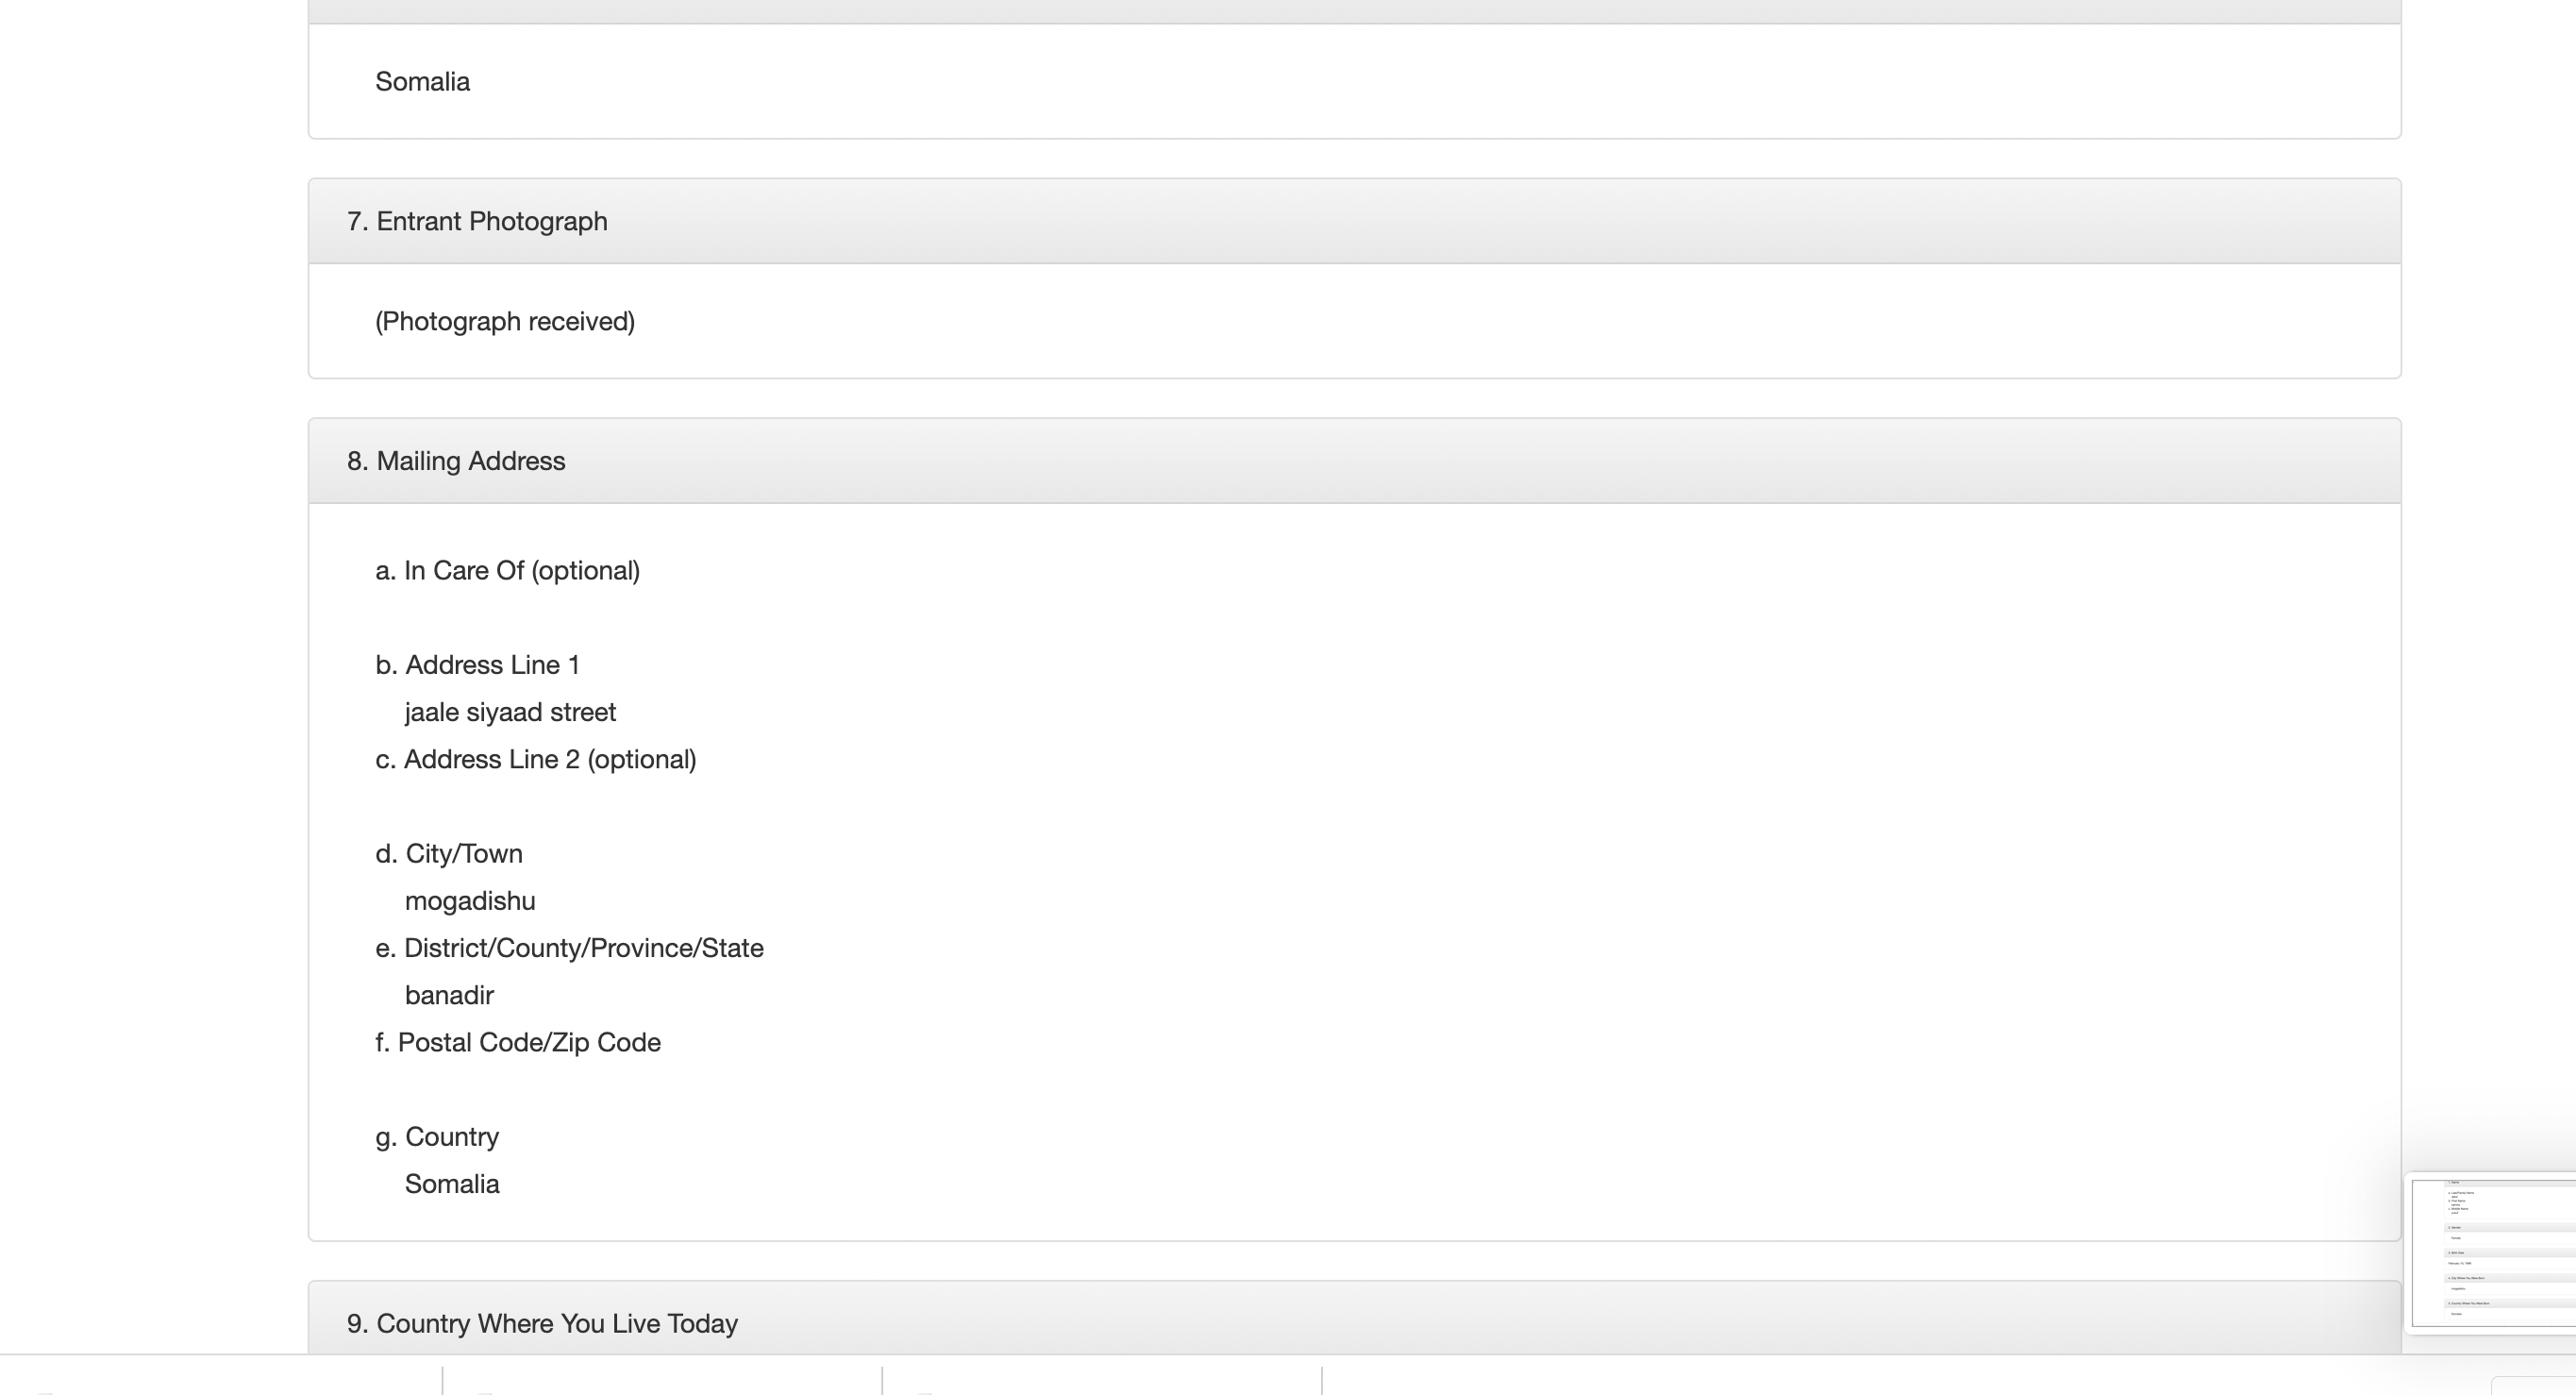 Somalia
7. Entrant Photograph
(Photograph received)
8. Mailing Address
a. In Care Of (optional)
b. Address Line 1
jaale siyaad street
c. Address Line 2 (optional)
d. City/Town
mogadishu
e. District/County/Province/State
banadir
f. Postal Code/Zip Code
g. Country
Somalia
9. Country Where You Live Today